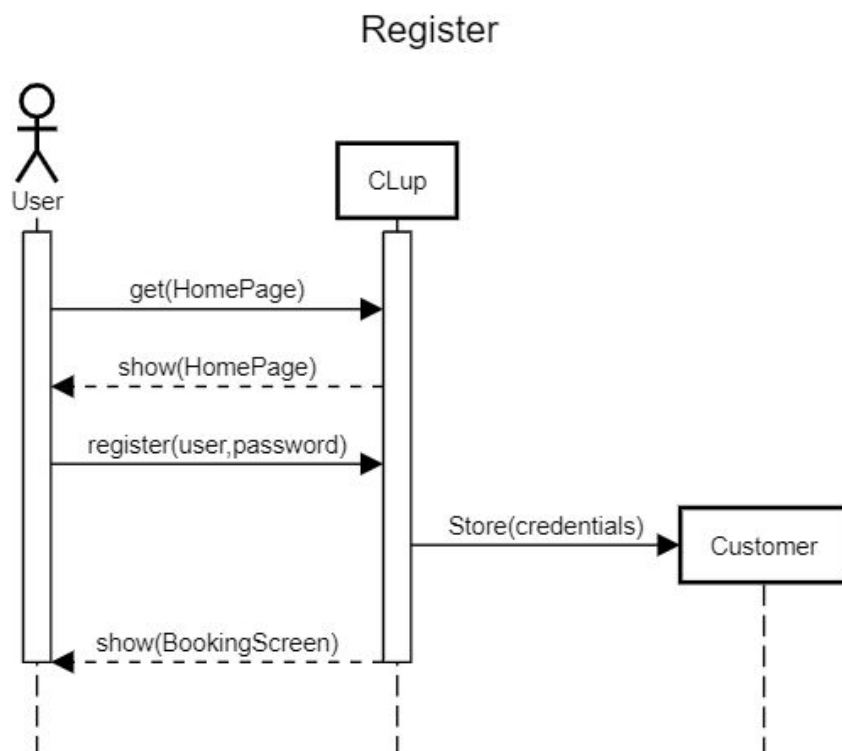 Register
User
CLup
get(HomePage)
show(HomePage)
register(user,password)
Store(credentials)
Customer
show(BookingScreen)